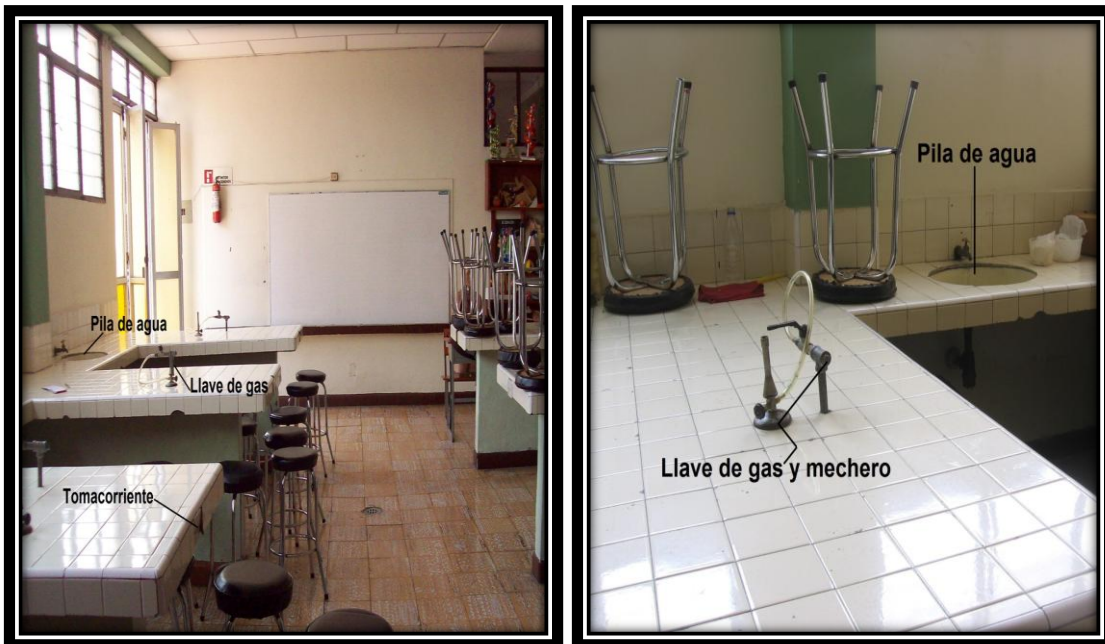 Pila de agua
Llave de gas
Tomacorriente
Pila de agua
Llave de gas y mechero